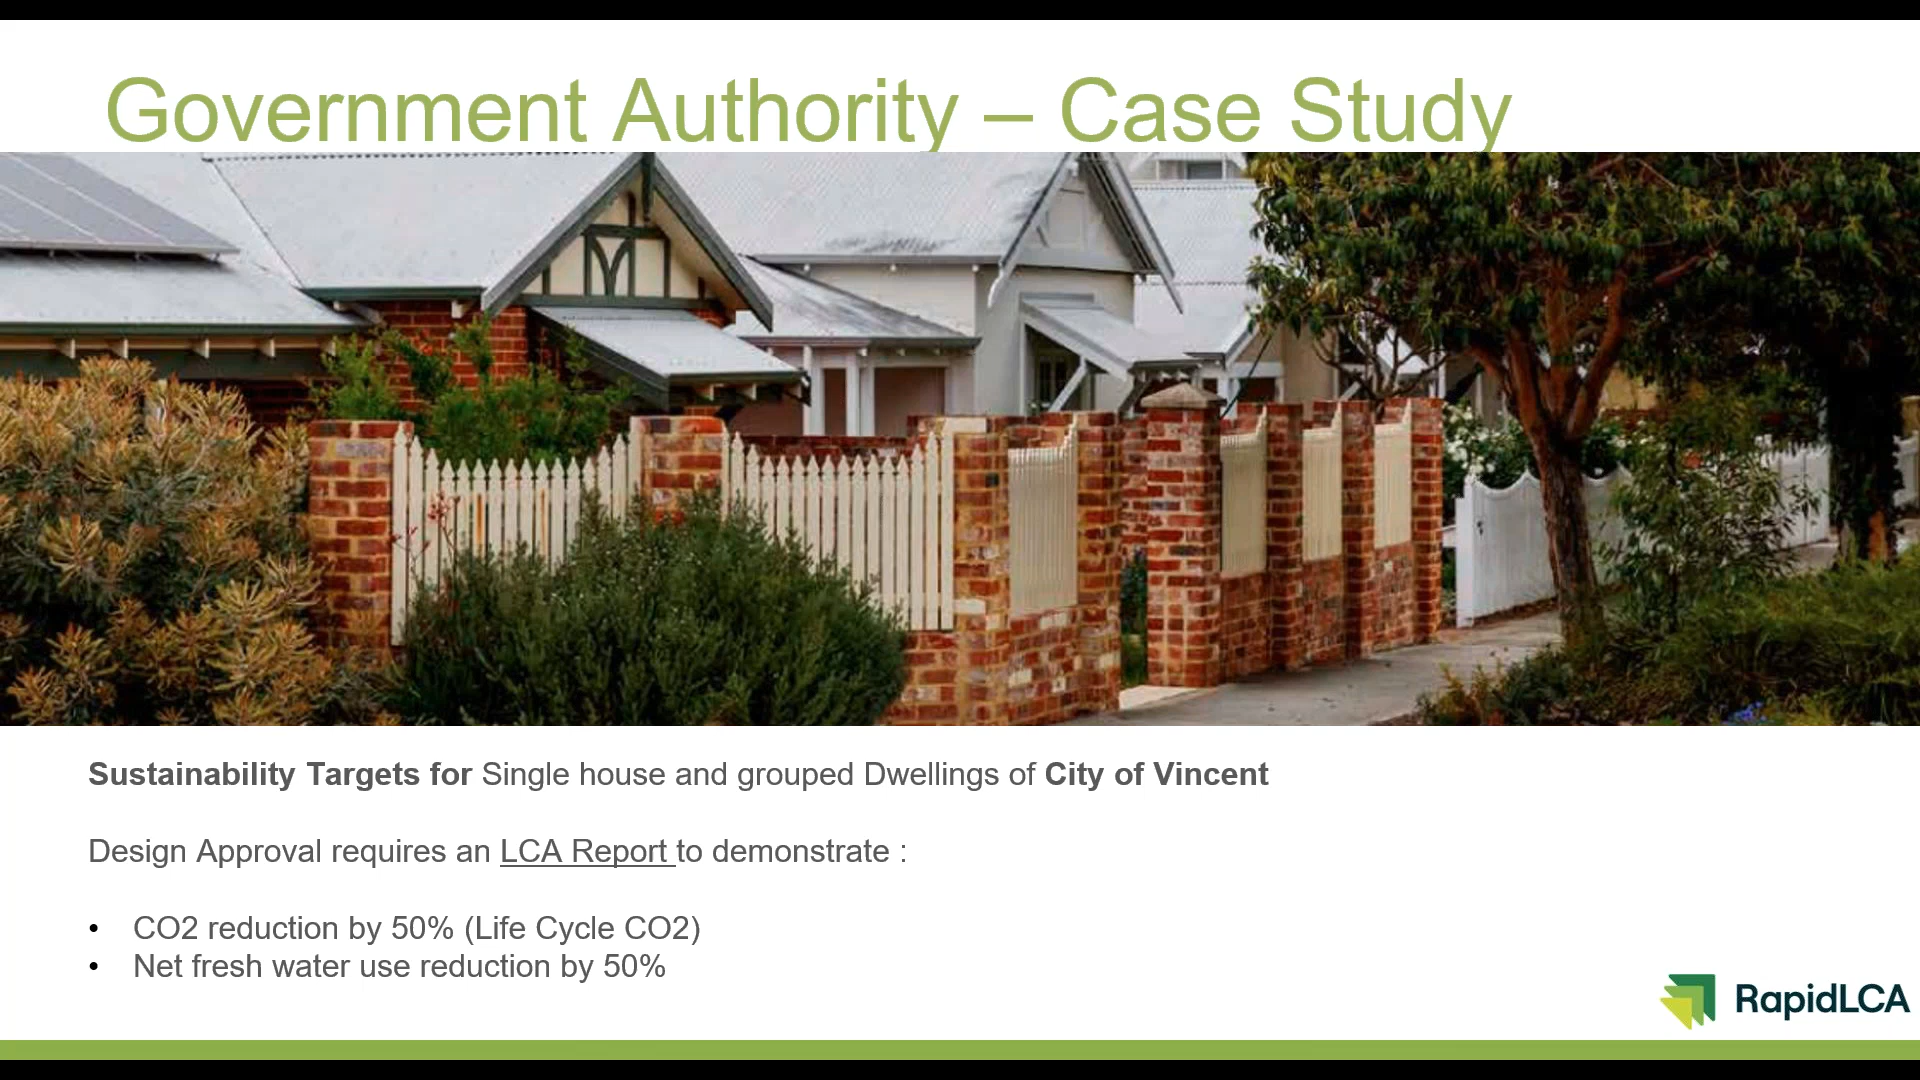 Government Authority – Case Study
Sustainability Targets for Single house and grouped Dwellings of City of Vincent
Design Approval requires an LCA Report to demonstrate :
• CO2 reduction by 50% (Life Cycle CO2)
• Net fresh water use reduction by 50%
RapidLCA